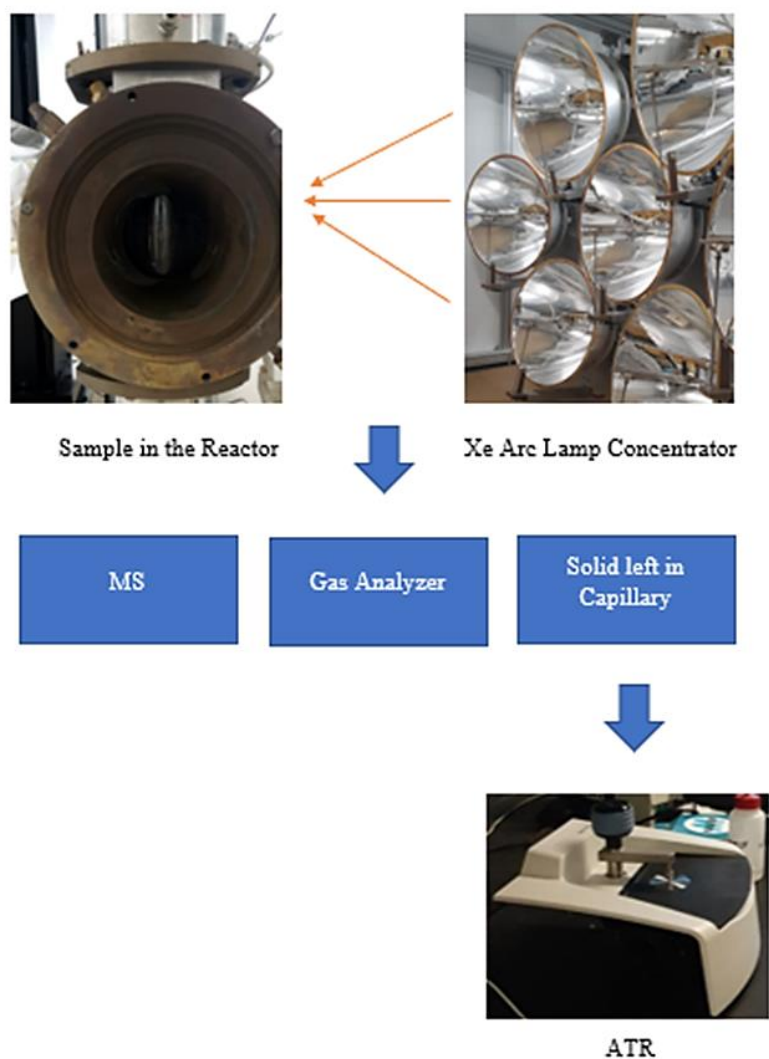 Sample in the Reactor
Xe Arc Lamp Concentrator
MS
Gas Analyzer
Solid left in
Capillary
ATR